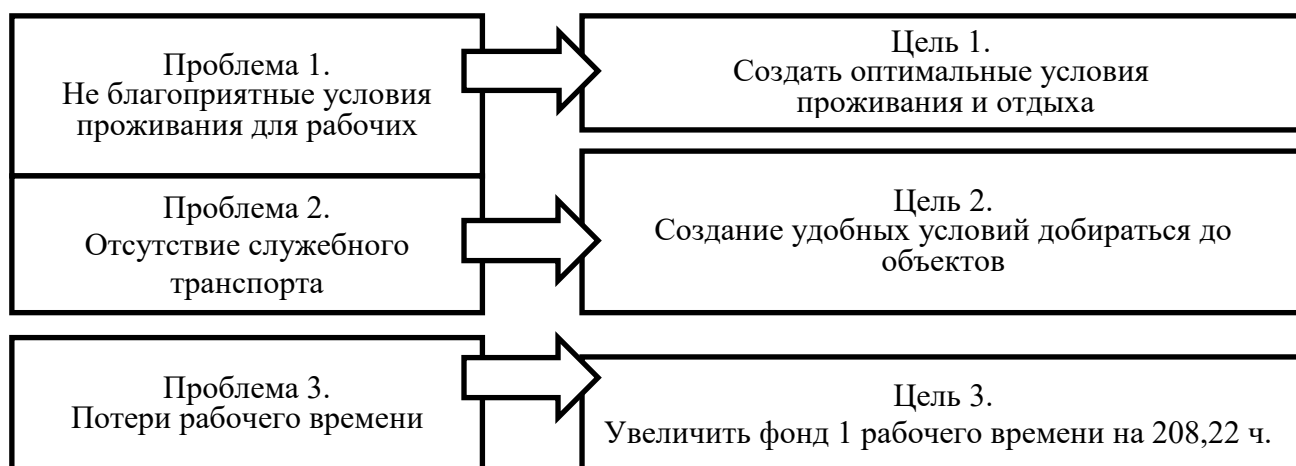 Проблема 1.
Не благоприятные условия
проживания для рабочих
Цель 1.
Создать оптимальные условия
проживания и отдыха
Проблема 2.
Отсутствие служебного
транспорта
Цель 2.
Создание удобных условий добираться до
объектов
Проблема 3.
Потери рабочего времени
Цель 3.
Увеличить фонд 1 рабочего времени на 208,22 ч.